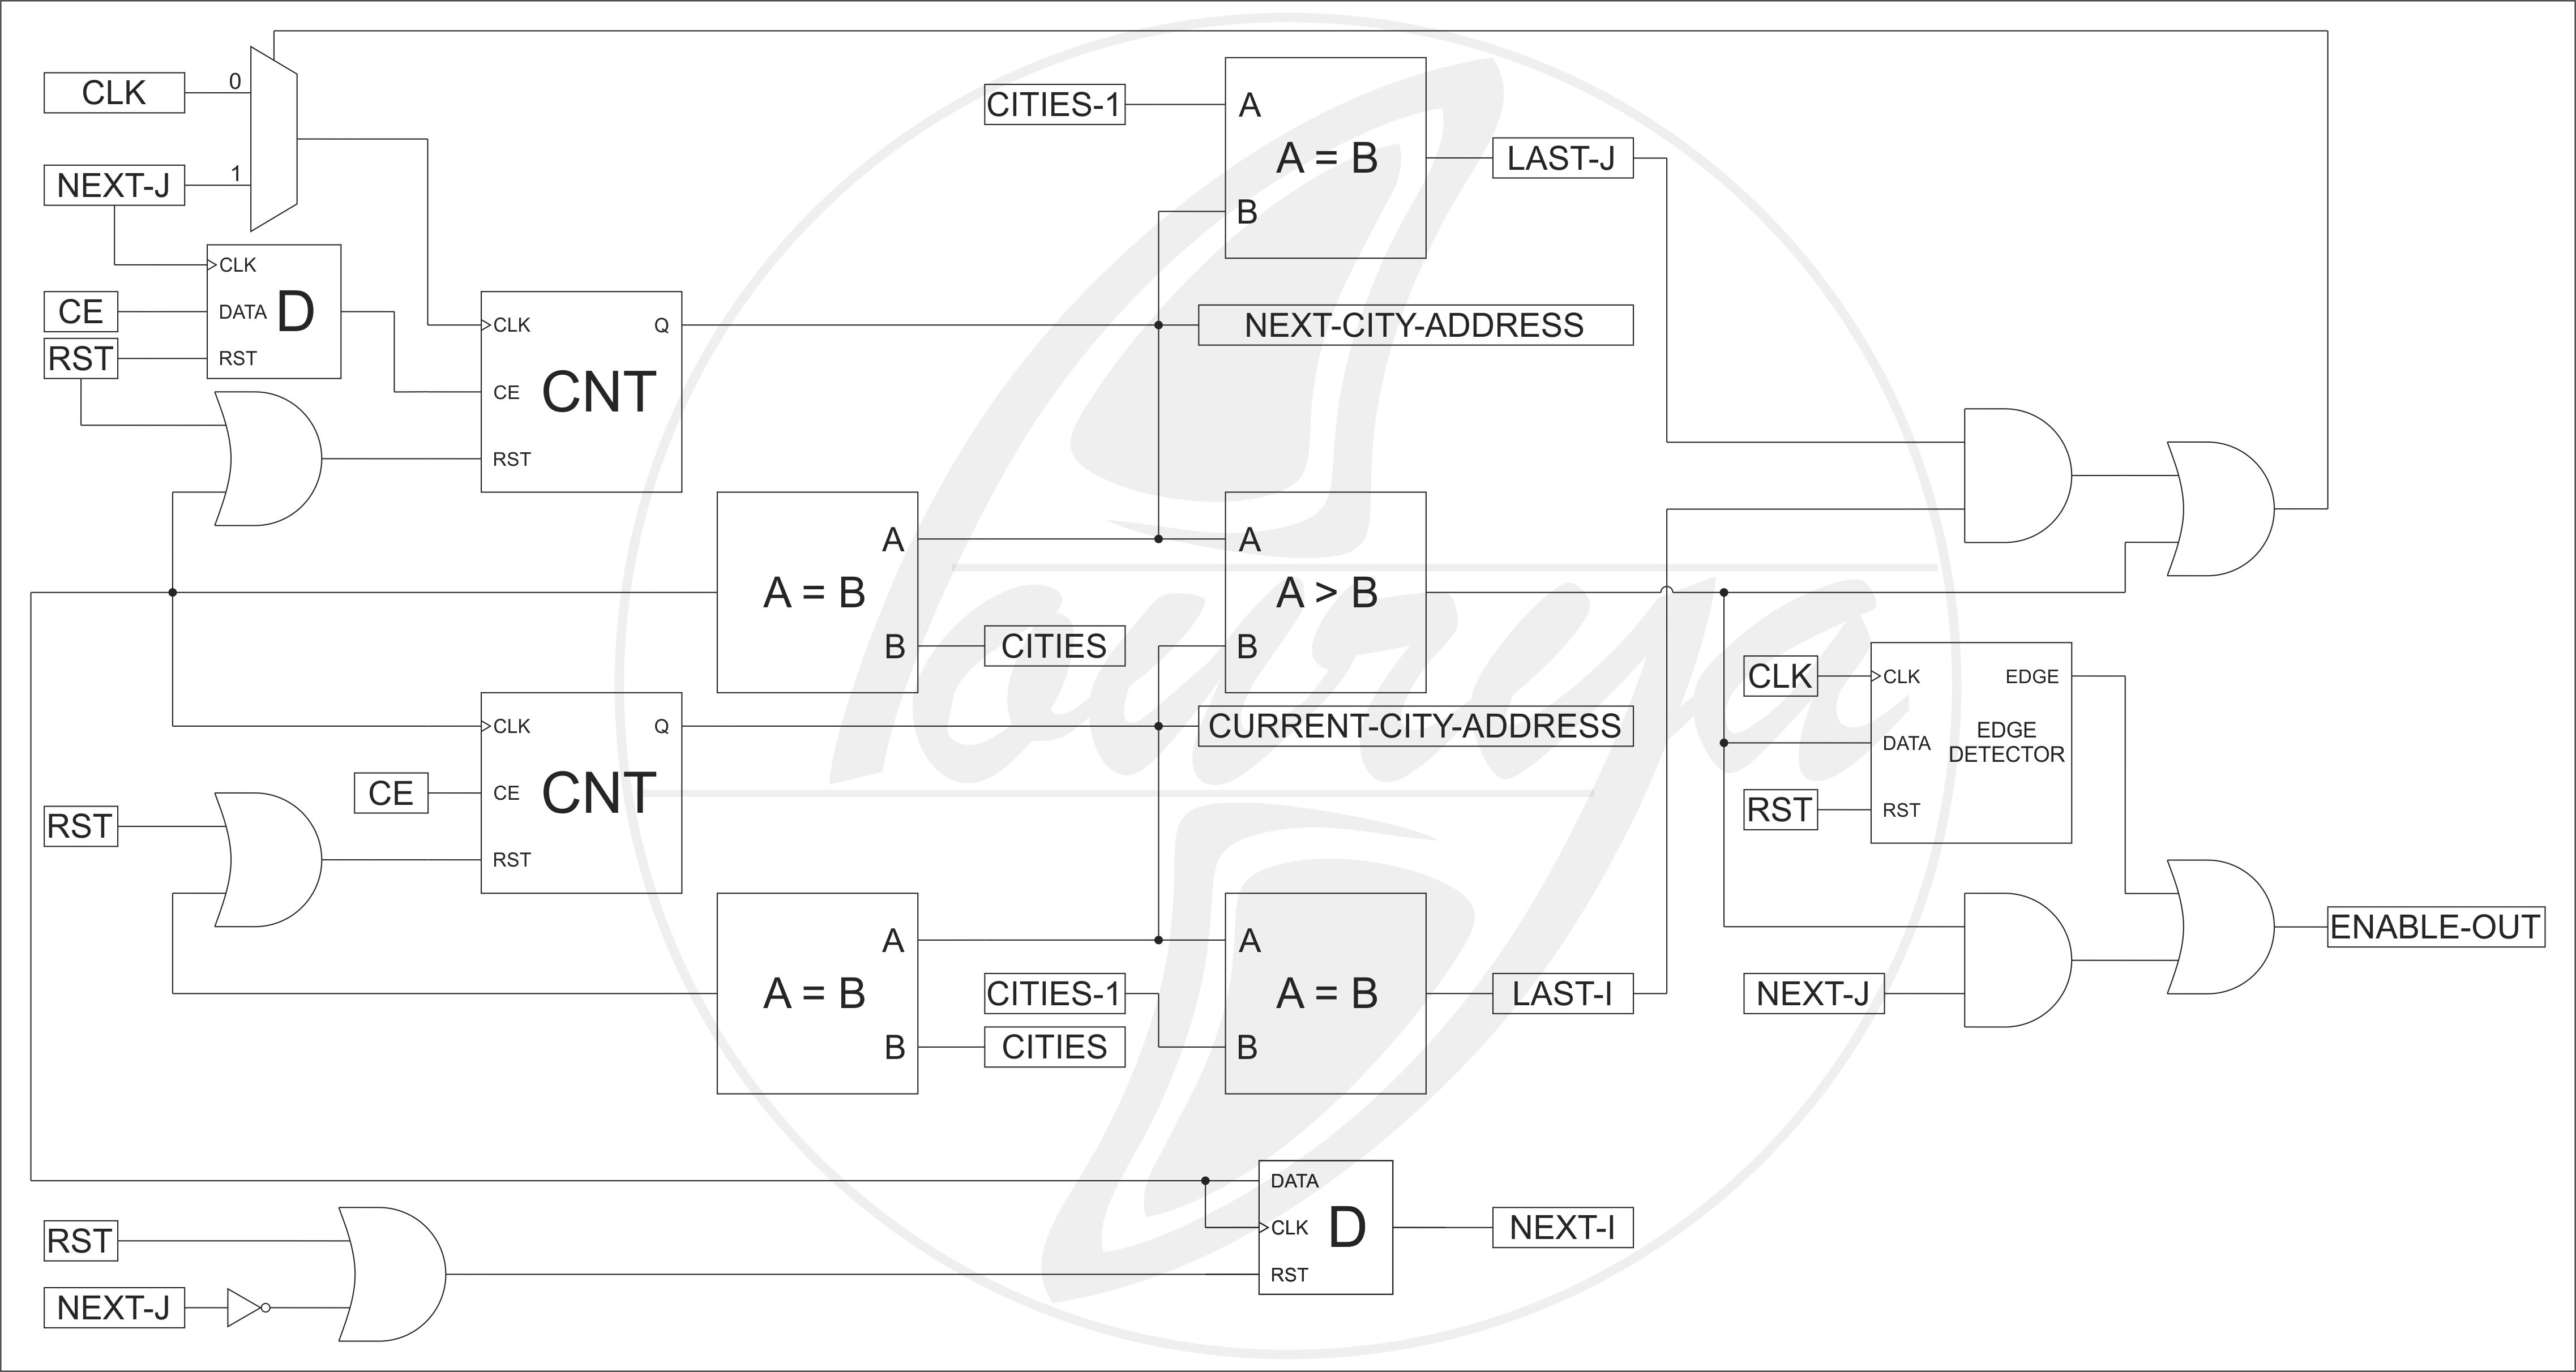 CLK
0
NEXT-J
1
CLK
CE
DATA
D
RST
RST
CLK
Q
CE
CNT
RST
CITIES-1
A
A = B
B
LAST-J
NEXT-CITY-ADDRESS
A
A = B
B
CITIES
A
A > B
B
CLK
Q
CE
CE
CNT
RST
RST
CURRENT-CITY-ADDRESS
CLK
CLK
EDGE
DATA
EDGE
DETECTOR
RST
RST
A
A = B
B
CITIES-1
CITIES
A
A = B
B
LAST-I
NEXT-J
ENABLE-OUT
DATA
CLK
D
RST
NEXT-I
RST
NEXT-J